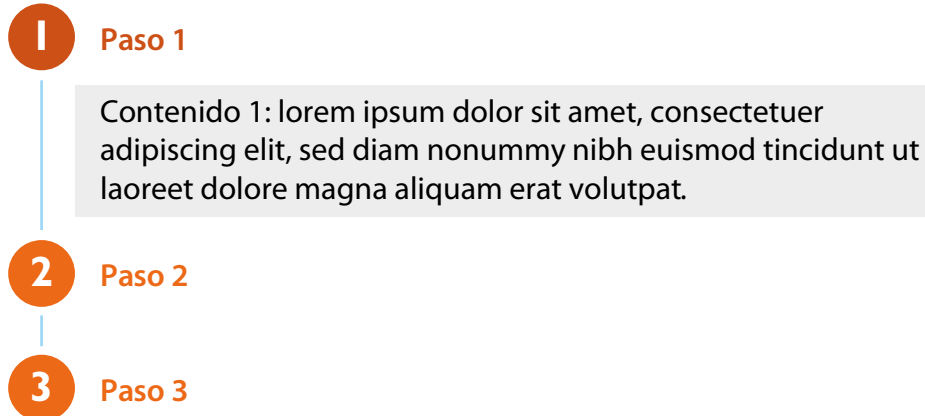 1
Paso 1
Contenido 1: lorem ipsum dolor sit amet, consectetuer
adipiscing elit, sed diam nonummy nibh euismod tincidunt ut
laoreet dolore magna aliquam erat volutpat.
2
Paso 2
3
Paso 3